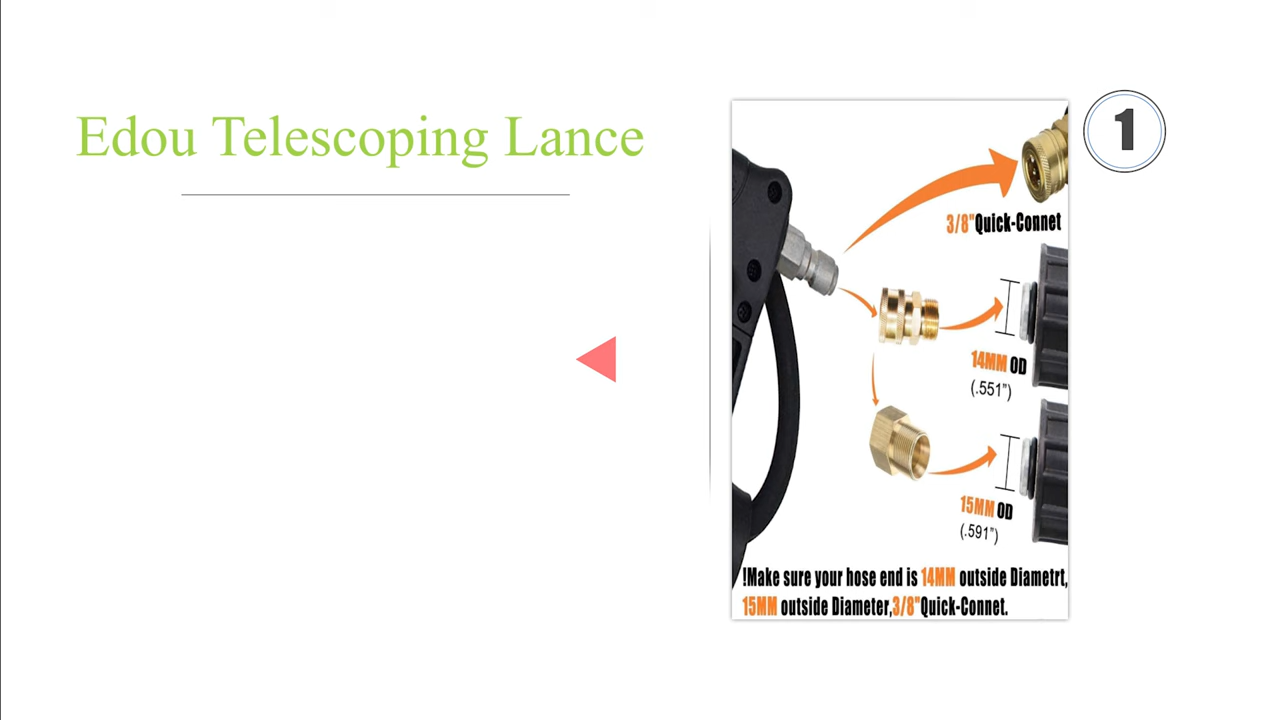 Edou Telescoping Lance
1
3/8"Quick-Connet
14MM OD
(.551")
15MM OD
(.591")
!Make sure your hose end is 14MM outside Diametrt,
15MM outside Diameter,3/8"Quick-Connet.